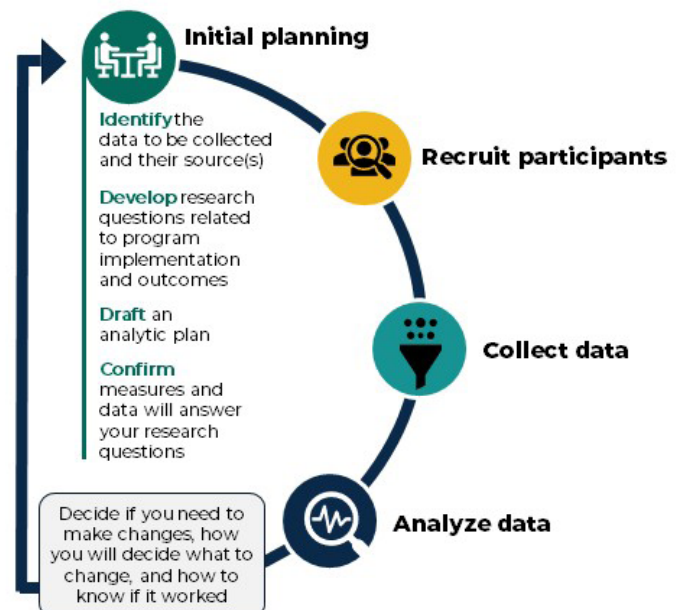 Initial planning
Identify the
data to be collected
and their source(s)
Develop research
questions related
to program
implementation
and outcomes
Draft an
analytic plan
Confirm
measures and
data will answer
your research
questions
Recruit participants
Collect data
Analyze data
Decide if you need to
make changes, how
you will decide what to
change, and how to
know if it worked